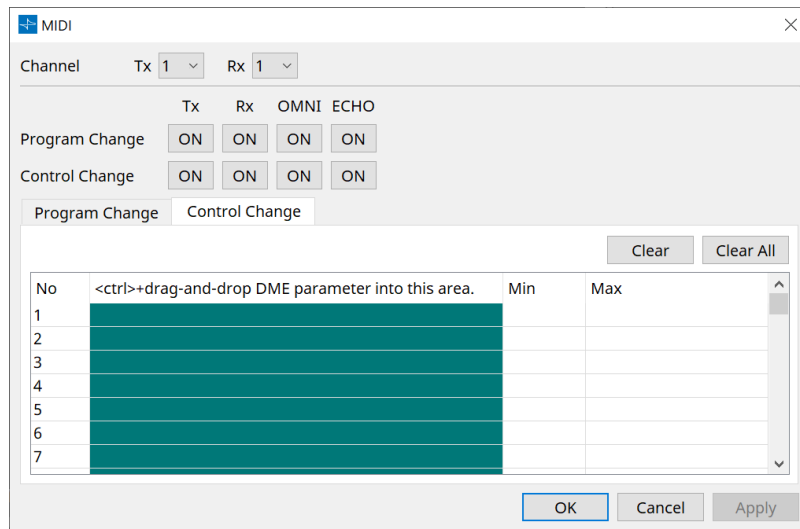 MIDI
Channel Tx 1 Rx 1
Tx Rx OMNI ECHO
Program Change ON ON ON ON
Control Change ON ON ON ON
Program Change Control Change
Clear Clear All
No <ctrl>+drag-and-drop DME parameter into this area. Min Max
1
2
3
4
5
6
7
OK Cancel Apply